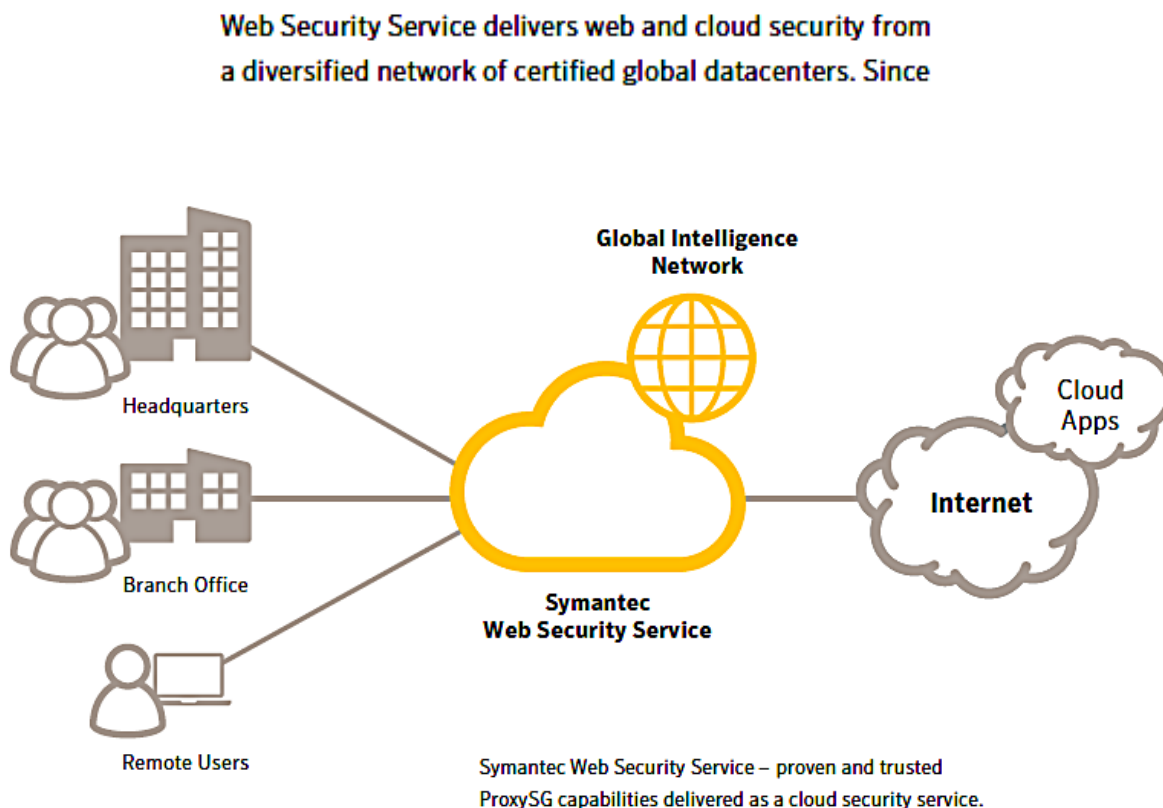 Web Security Service delivers web and cloud security from
a diversified network of certified global datacenters. Since
Global Intelligence
Network
Headquarters
Cloud
Apps
Internet
Branch Office
Symantec
Web Security Service
Remote Users
Symantec Web Security Service – proven and trusted
ProxySG capabilities delivered as a cloud security service.